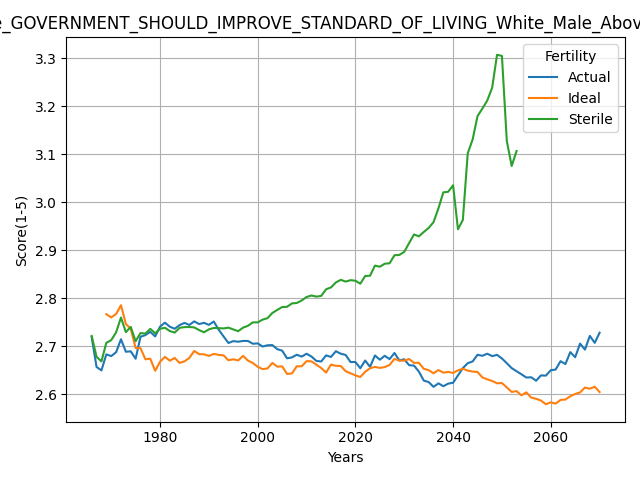 e_GOVERNMENT_SHOULD_IMPROVE_STANDARD_OF_LIVING_White_Male_Abov
3.3
3.2
3.1
3.0
2.9
2.8
2.7
2.6
Score(1-5)
Fertility
Actual
Ideal
Sterile
1980
2000
2020
2040
2060
Years